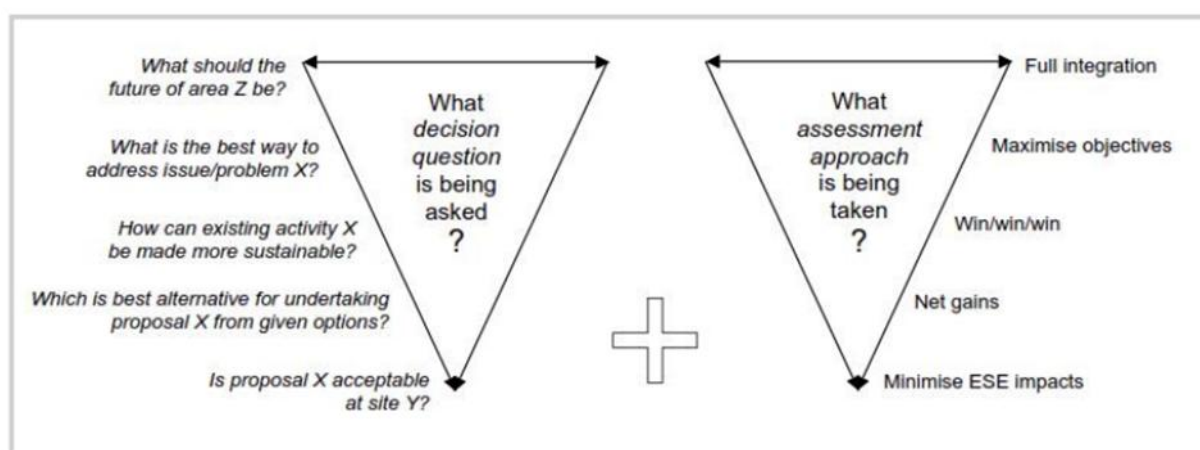 What should the
future of area Z be?
What is the best way to
address issue/problem X?
How can existing activity X
be made more sustainable?
Which is best alternative for undertaking
proposal X from given options?
Is proposal X acceptable
at site Y?
What
decision
question
is being
asked
?
What
assessment
approach
is being
taken
?
Full integration
Maximise objectives
Win/win/win
Net gains
Minimise ESE impacts